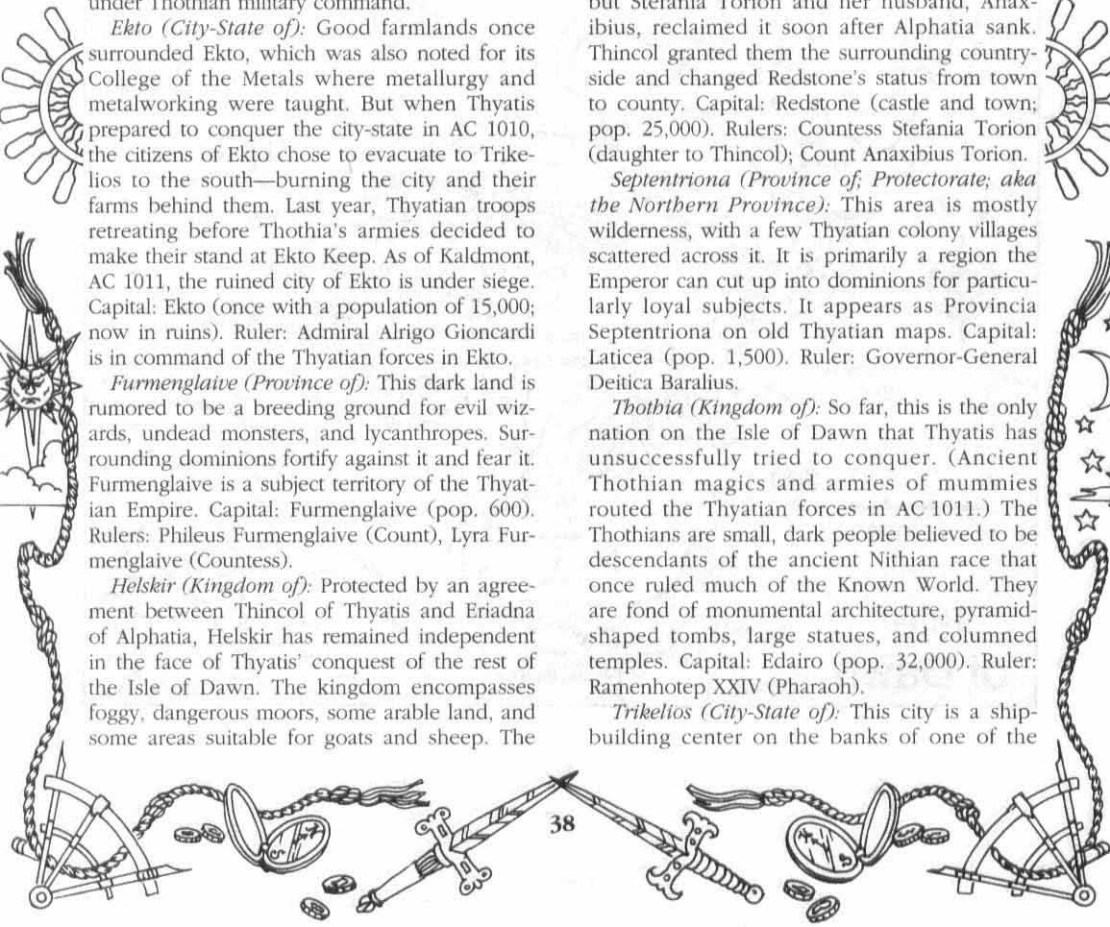 under Thothian military command.
Ekto (City-State of): Good farmlands once
surrounded Ekto, which was also noted for its
College of the Metals where metallurgy and
metalworking were taught. But when Thyatis
prepared to conquer the city-state in AC 1010,
the citizens of Ekto chose to evacuate to Trike-
lios to the south—burning the city and their
farms behind them. Last year, Thyatian troops
retreating before Thothia's armies decided to
make their stand at Ekto Keep. As of Kaldmont,
AC 1011, the ruined city of Ekto is under siege.
Capital: Ekto (once with a population of 15,000;
now in ruins). Ruler: Admiral Alrigo Gioncardi
is in command of the Thyatian forces in Ekto.
Furmenglaive (Province of): This dark land is
rumored to be a breeding ground for evil wiz-
ards, undead monsters, and lycanthropes. Sur-
rounding dominions fortify against it and fear it.
Furmenglaive is a subject territory of the Thyat-
ian Empire. Capital: Furmenglaive (pop. 600).
Rulers: Phileus Furmenglaive (Count), Lyra Fur-
menglaive (Countess).
Helskir (Kingdom of): Protected by an agree-
ment between Thincol of Thyatis and Eriadna
of Alphatia, Helskir has remained independent
in the face of Thyatis' conquest of the rest of
the Isle of Dawn. The kingdom encompasses
foggy, dangerous moors, some arable land, and
some areas suitable for goats and sheep. The
but Stefania Torion and her husband, Anax-
ibius, reclaimed it soon after Alphatia sank.
Thincol granted them the surrounding country-
side and changed Redstone's status from town
to county. Capital: Redstone (castle and town;
pop. 25,000). Rulers: Countess Stefania Torion
(daughter to Thincol); Count Anaxibius Torion.
Septentriona (Province of; Protectorate; aka
the Northern Province): This area is mostly
wilderness, with a few Thyatian colony villages
scattered across it. It is primarily a region the
Emperor can cut up into dominions for particu-
larly loyal subjects. It appears as Provincia
Septentriona on old Thyatian maps. Capital:
Laticea (pop. 1,500). Ruler: Governor-General
Deitica Baralius.
Thothia (Kingdom of): So far, this is the only
nation on the Isle of Dawn that Thyatis has
unsuccessfully tried to conquer. (Ancient
Thothian magics and armies of mummies
routed the Thyatian forces in AC 1011.) The
Thothians are small, dark people believed to be
descendants of the ancient Nithian race that
once ruled much of the Known World. They
are fond of monumental architecture, pyramid-
shaped tombs, large statues, and columned
temples. Capital: Edairo (pop. 32,000). Ruler:
Ramenhotep XXIV (Pharaoh).
Trikelios (City-State of): This city is a ship-
building center on the banks of one of the
38